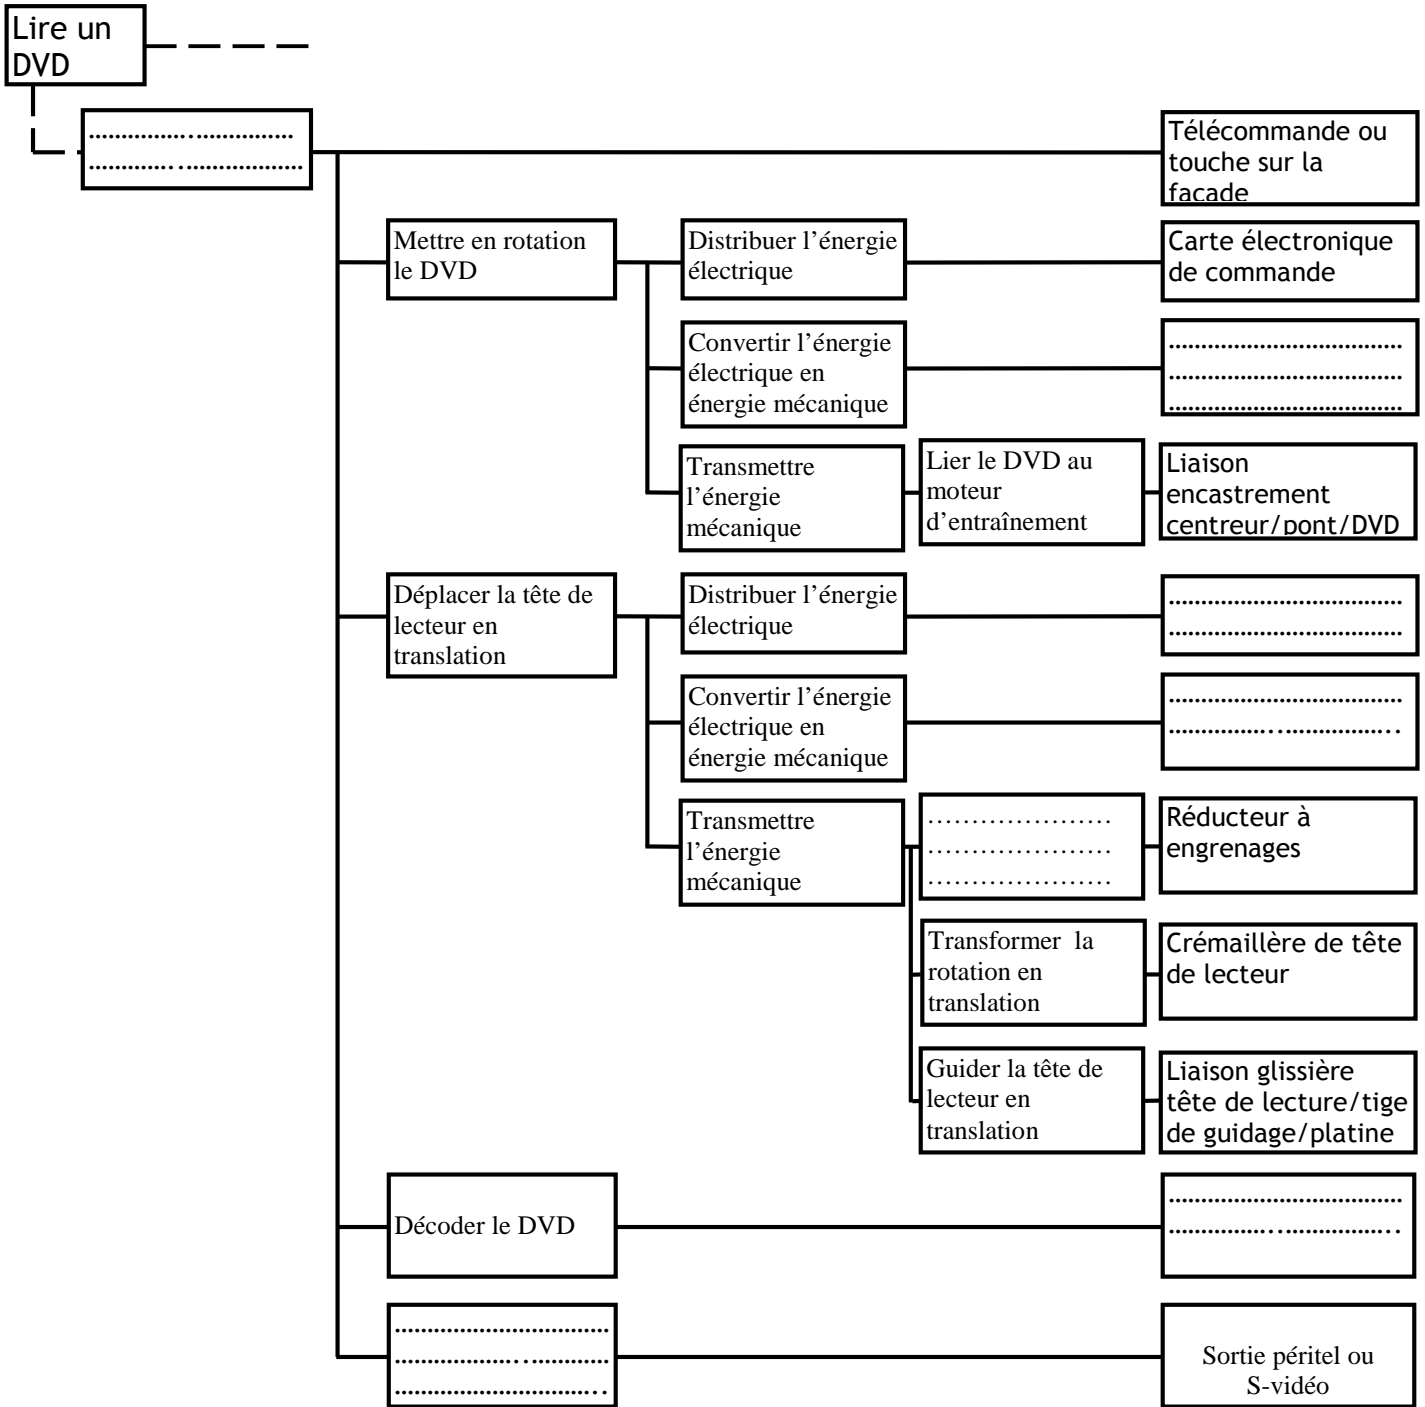 Lire un
DVD
Télécommande ou
touche sur la
façade
Mettre en rotation
le DVD
Distribuer l’énergie
électrique
Carte électronique
de commande
Convertir l’énergie
électrique en
énergie mécanique
Transmettre
l’énergie
mécanique
Lier le DVD au
moteur
d’entraînement
Liaison
encastrement
centreur/pont/DVD
Déplacer la tête de
lecteur en
translation
Distribuer l’énergie
électrique
Convertir l’énergie
électrique en
énergie mécanique
Transmettre
l’énergie
mécanique
Réducteur à
engrenages
Transformer la
rotation en
translation
Crémaillère de tête
de lecteur
Guider la tête de
lecteur en
translation
Liaison glissière
tête de lecture/tige
de guidage/platine
Décoder le DVD
Sortie péritel ou
S-vidéo